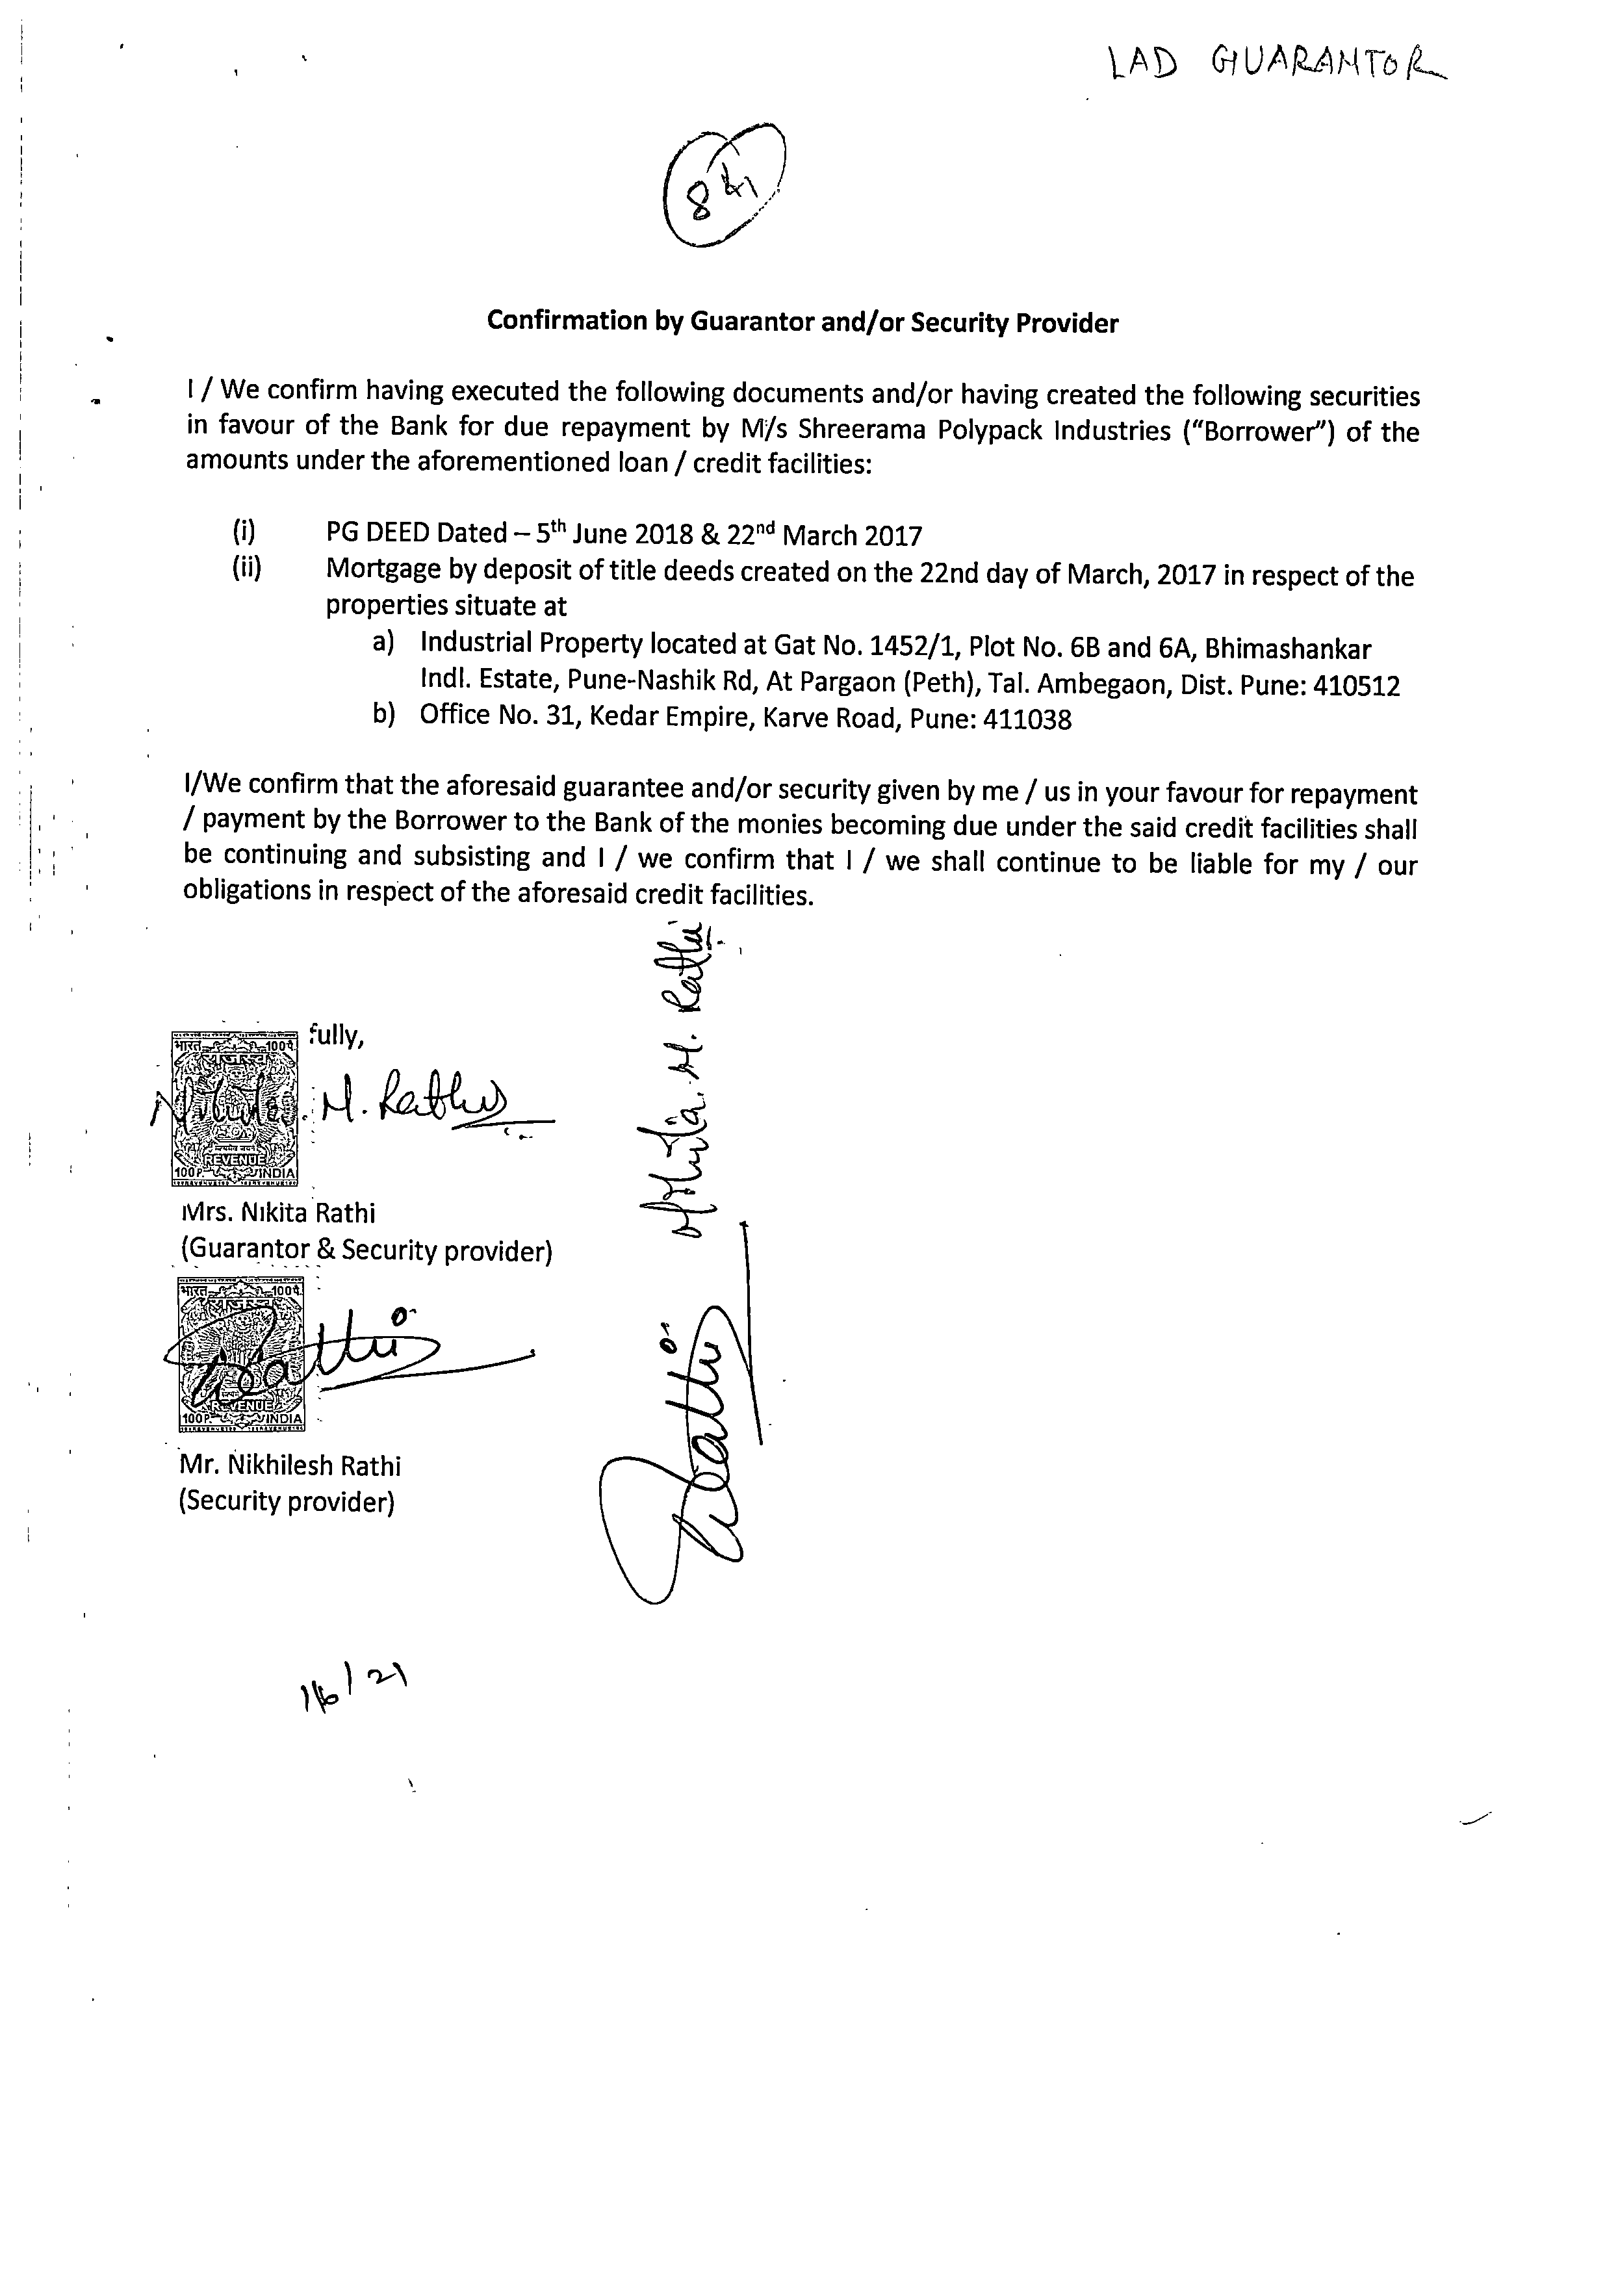 LAD GUARANTOR
Confirmation by Guarantor and/or Security Provider
I / We confirm having executed the following documents and/or having created the following securities
in favour of the Bank for due repayment by M/s Shreerama Polypack Industries (“Borrower”) of the
amounts under the aforementioned loan / credit facilities:
(i) PG DEED Dated – 5th June 2018 & 22nd March 2017
(ii) Mortgage by deposit of title deeds created on the 22nd day of March, 2017 in respect of the
properties situate at
a) Industrial Property located at Gat No. 1452/1, Plot No. 6B and 6A, Bhimashankar
Indl. Estate, Pune-Nashik Rd, At Pargaon (Peth), Tal. Ambegaon, Dist. Pune: 410512
b) Office No. 31, Kedar Empire, Karve Road, Pune: 411038
I/We confirm that the aforesaid guarantee and/or security given by me / us in your favour for repayment
/ payment by the Borrower to the Bank of the monies becoming due under the said credit facilities shall
be continuing and subsisting and I / we confirm that I / we shall continue to be liable for my / our
obligations in respect of the aforesaid credit facilities.
fully,
भारत 100
Nikita. M. Rathi
REVENUE
100 P. INDIA
Mrs. Nikita Rathi
(Guarantor & Security provider)
भारत 100
Rathi
REVENUE
100 P. INDIA
Mr. Nikhilesh Rathi
(Security provider)
Nikita. M. Rathi
Rathi
1/6/21